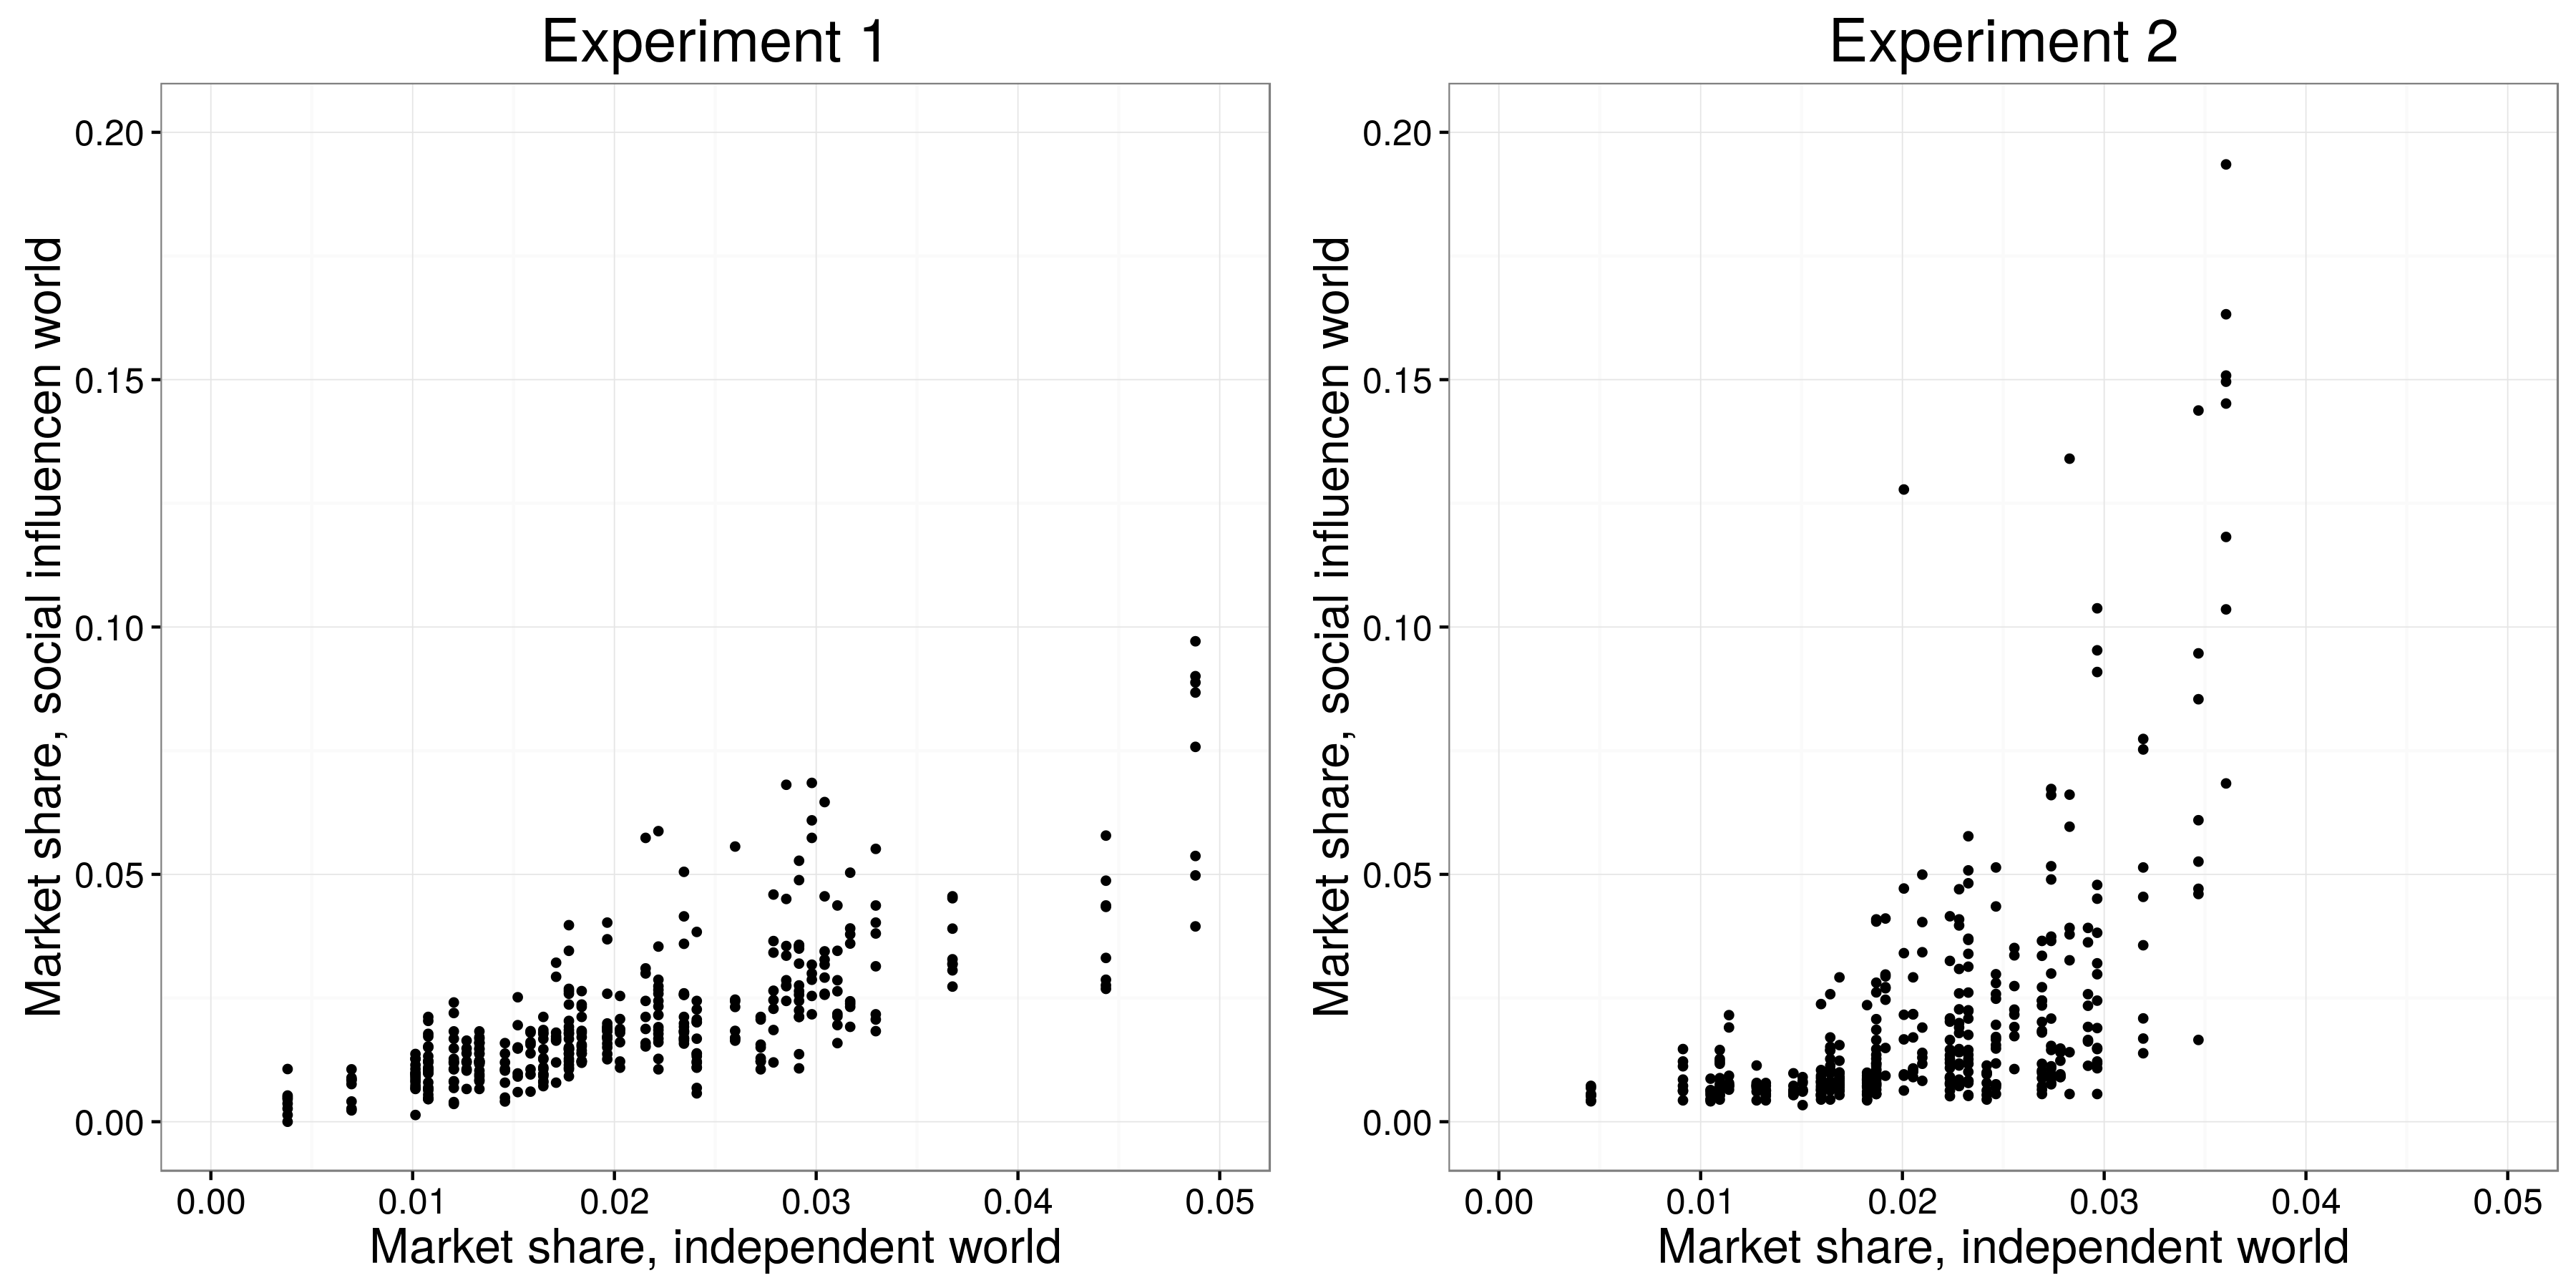 Experiment 1
Market share, social influencen world
0.20
0.15
0.10
0.05
0.00
0.00 0.01 0.02 0.03 0.04 0.05
Market share, independent world
Experiment 2
Market share, social influencen world
0.20
0.15
0.10
0.05
0.00
0.00 0.01 0.02 0.03 0.04 0.05
Market share, independent world